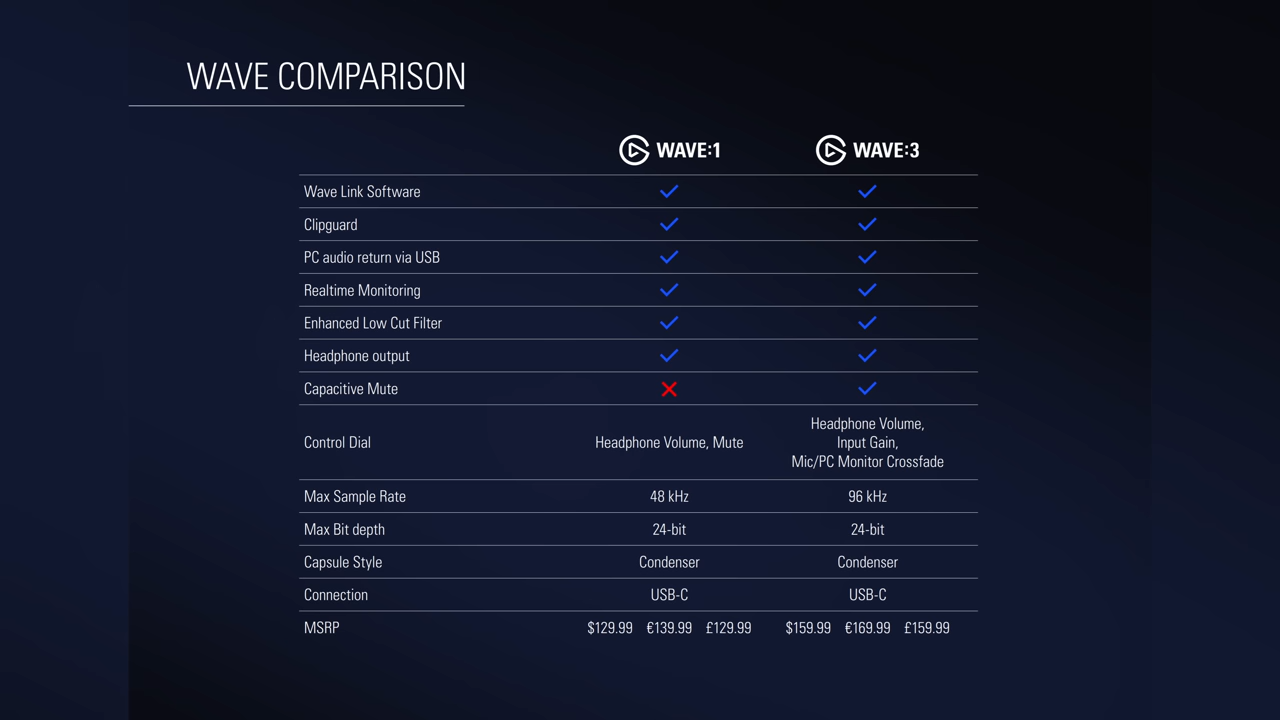 WAVE COMPARISON
WAVE:1 WAVE:3
Wave Link Software
Clipguard
PC audio return via USB
Realtime Monitoring
Enhanced Low Cut Filter
Headphone output
Capacitive Mute
Control Dial Headphone Volume, Mute Headphone Volume,
Input Gain,
Mic/PC Monitor Crossfade
Max Sample Rate 48 kHz 96 kHz
Max Bit depth 24-bit 24-bit
Capsule Style Condenser Condenser
Connection USB-C USB-C
MSRP $129.99 €139.99 £129.99 $159.99 €169.99 £159.99